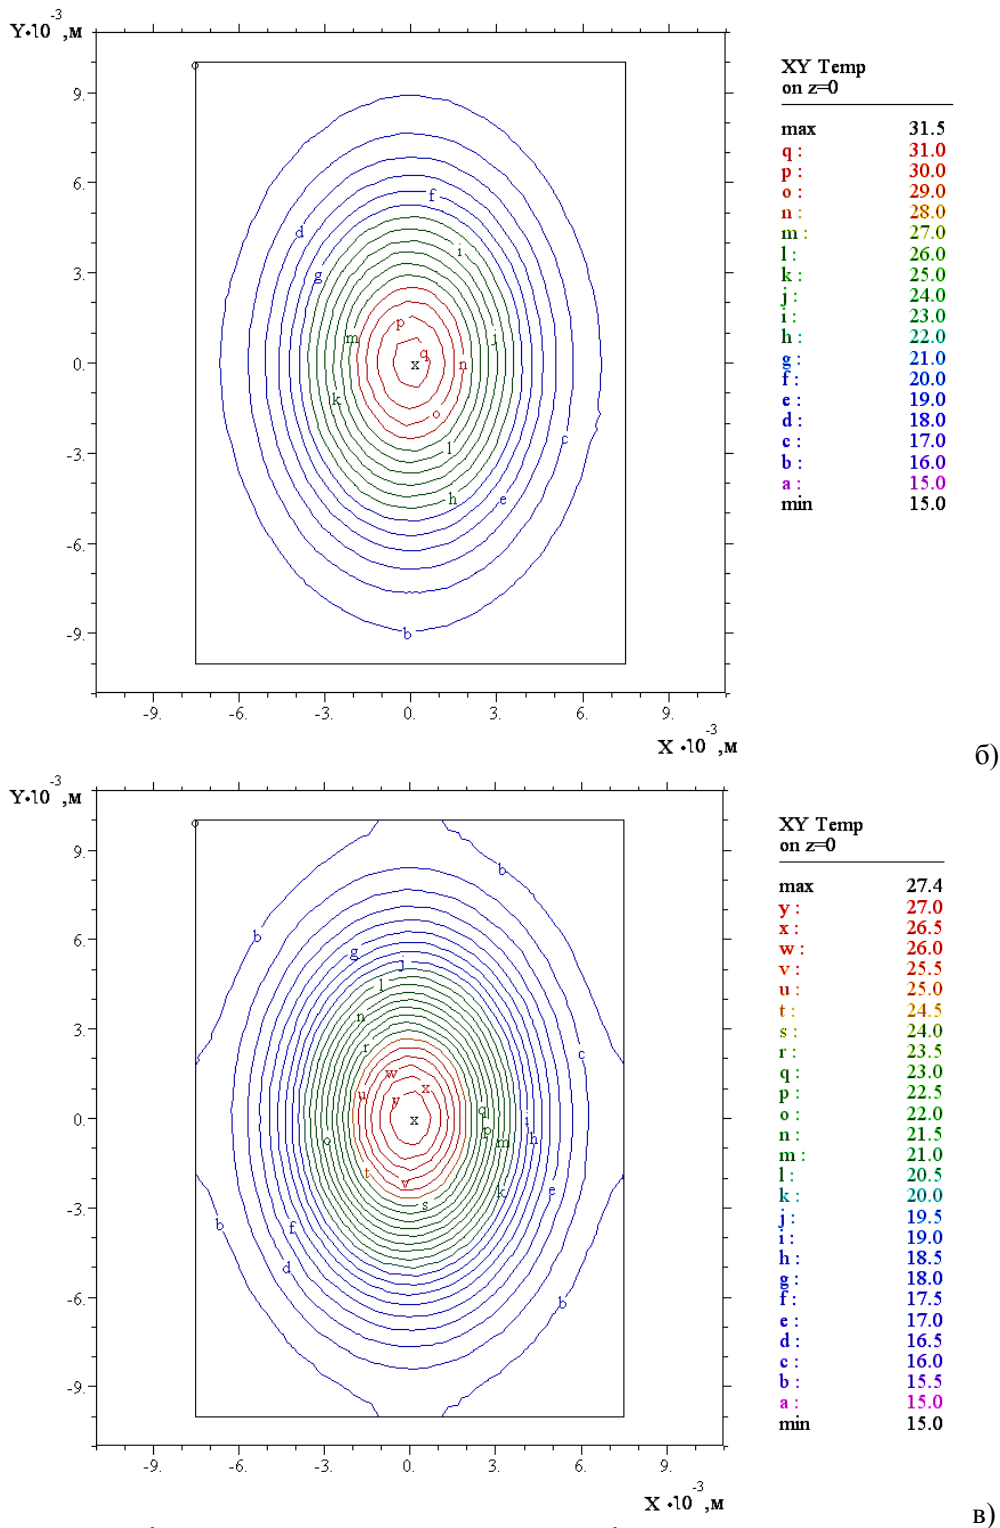 Y•10⁻³,м
XY Temp
on z=0
max 31.5
q : 31.0
p : 30.0
o : 29.0
n : 28.0
m : 27.0
l : 26.0
k : 25.0
j : 24.0
i : 23.0
h : 22.0
g : 21.0
f : 20.0
e : 19.0
d : 18.0
c : 17.0
b : 16.0
a : 15.0
min 15.0
9.
6.
3.
0.
-3.
-6.
-9.
f
d
i
g
p
m
j
q
x
n
k
o
c
l
h
e
b
-9. -6. -3. 0. 3. 6. 9.
X •10⁻³,м
б)
Y•10⁻³,м
XY Temp
on z=0
max 27.4
y : 27.0
x : 26.5
w : 26.0
v : 25.5
u : 25.0
t : 24.5
s : 24.0
r : 23.5
q : 23.0
p : 22.5
o : 22.0
n : 21.5
m : 21.0
l : 20.5
k : 20.0
j : 19.5
i : 19.0
h : 18.5
g : 18.0
f : 17.5
e : 17.0
d : 16.5
c : 16.0
b : 15.5
a : 15.0
min 15.0
9.
6.
3.
0.
-3.
-6.
-9.
b
b
g
j
l
n
r
c
w
x
u
y
q
x
i
p
o
m
h
t
v
k
e
s
b
f
d
b
-9. -6. -3. 0. 3. 6. 9.
X •10⁻³,м
в)